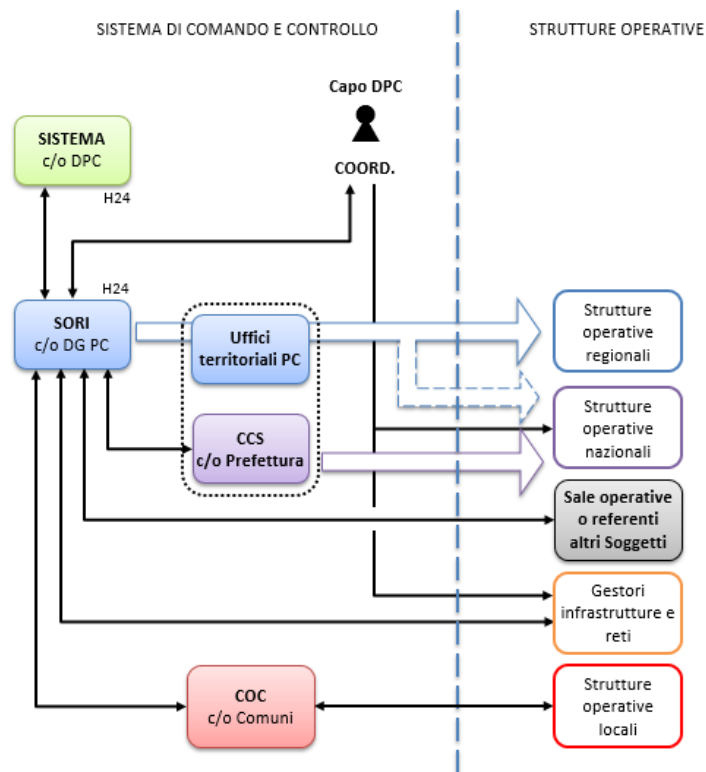 SISTEMA DI COMANDO E CONTROLLO
STRUTTURE OPERATIVE
Capo DPC
COORD.
SISTEMA
c/o DPC
H24
H24
SORI
c/o DG PC
Uffici
territoriali PC
CCS
c/o Prefettura
COC
c/o Comuni
Strutture
operative
regionali
Strutture
operative
nazionali
Sale operative
o referenti
altri Soggetti
Gestori
infrastrutture e
reti
Strutture
operative
locali